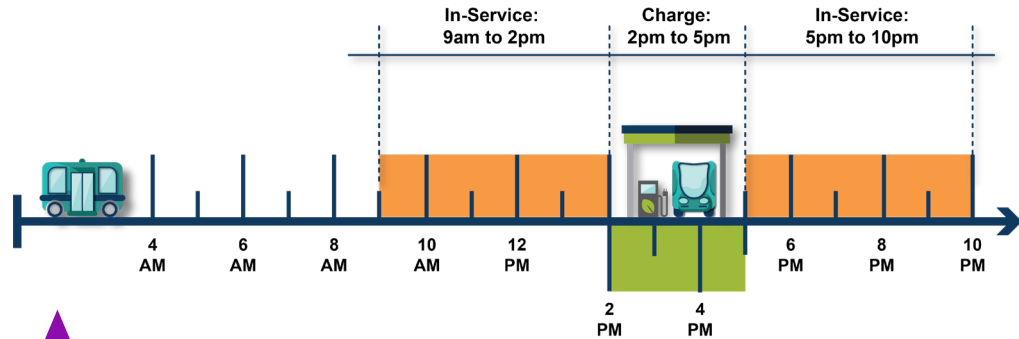 In-Service:
9am to 2pm
Charge:
2pm to 5pm
In-Service:
5pm to 10pm
4
AM
6
AM
8
AM
10
AM
12
PM
2
PM
4
PM
6
PM
8
PM
10
PM